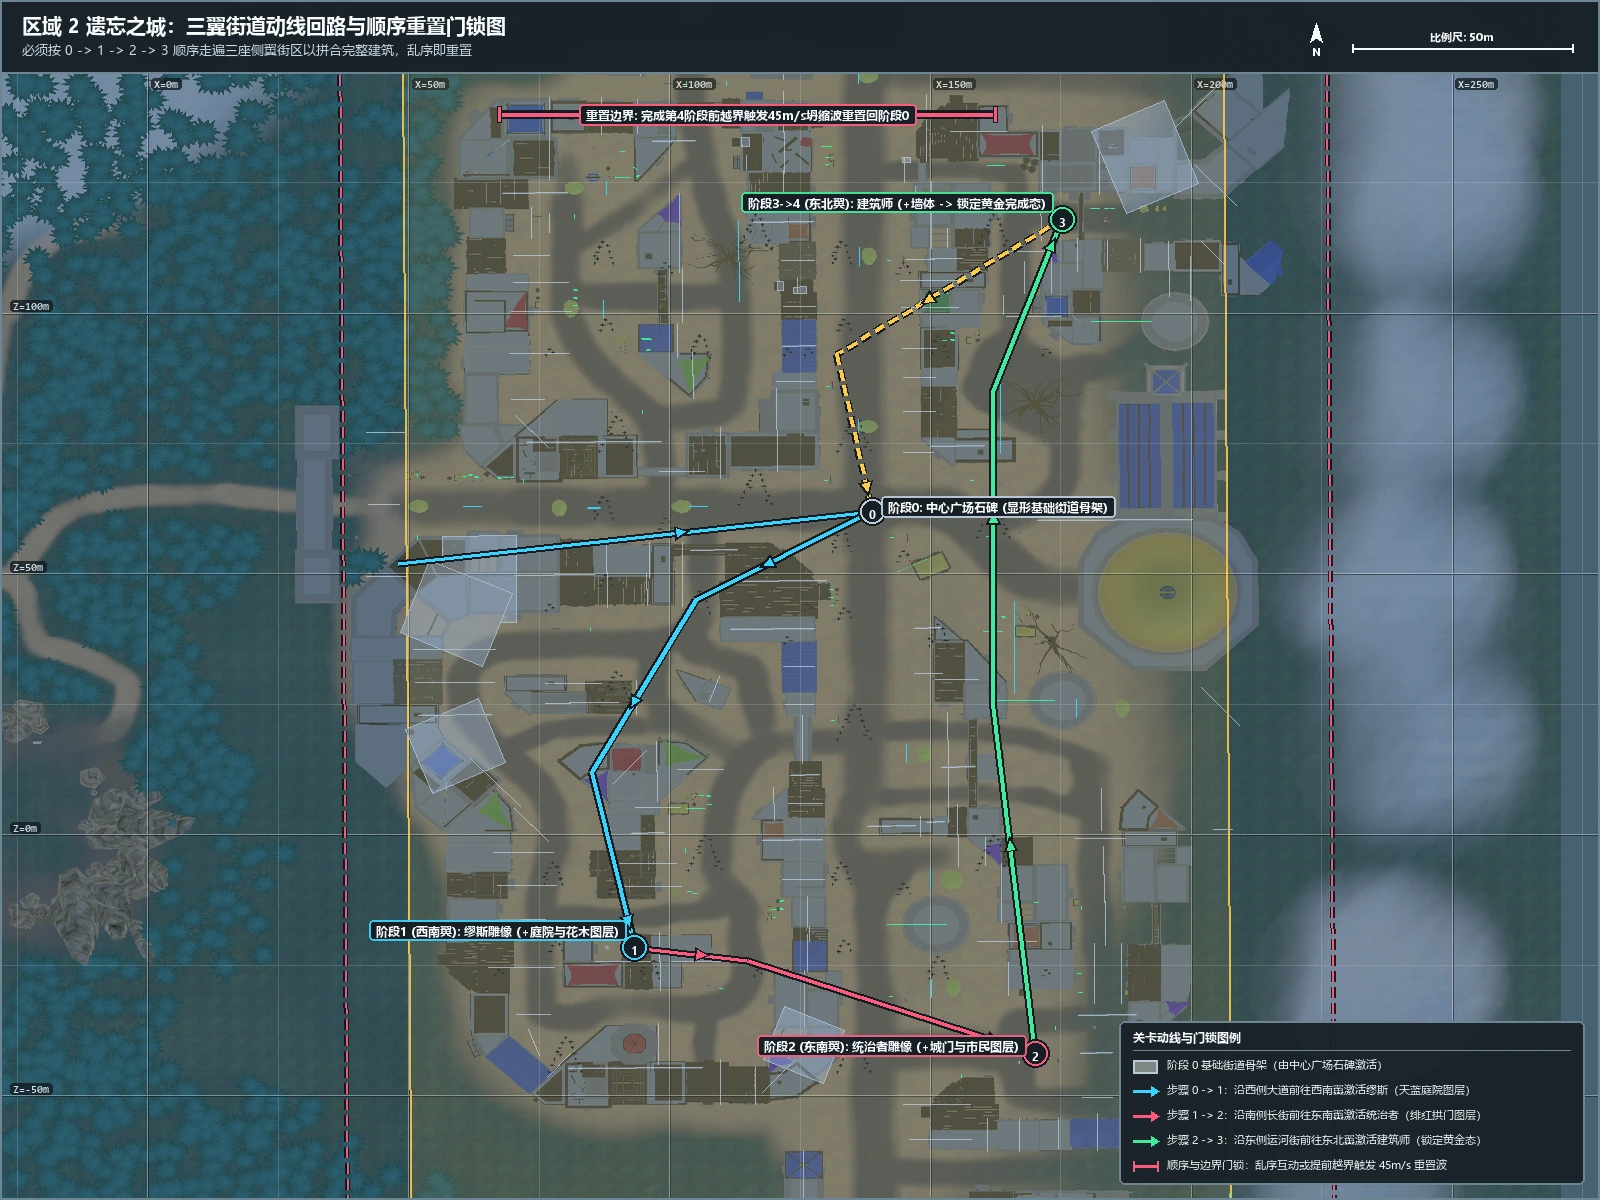 区域 2 遗忘之城：三翼街道动线回路与顺序重置门锁图
必须按 0 -> 1 -> 2 -> 3 顺序走遍三座侧翼街区以拼合完整建筑，乱序即重置
N
比例尺: 50m
X=0m
X=50m
X=100m
X=150m
X=200m
X=250m
重置边界: 完成第4阶段前越界触发45m/s坍缩波重置回阶段0
阶段3->4 (东北翼): 建筑师 (+墙体 -> 锁定黄金完成态)
3
Z=100m
0
阶段0: 中心广场石碑 (显形基础街道骨架)
Z=50m
Z=0m
阶段1 (西南翼): 缪斯雕像 (+庭院与花木图层)
1
阶段2 (东南翼): 统治者雕像 (+城门与市民图层)
2
Z=-50m
关卡动线与门锁图例
阶段 0 基础街道骨架（由中心广场石碑激活）
步骤 0 -> 1：沿西侧大道前往西南翼激活缪斯（天蓝庭院图层）
步骤 1 -> 2：沿南侧长街前往东南翼激活统治者（绯红拱门图层）
步骤 2 -> 3：沿东侧运河街前往东北翼激活建筑师（锁定黄金态）
顺序与边界门锁：乱序互动或提前越界触发 45m/s 重置波